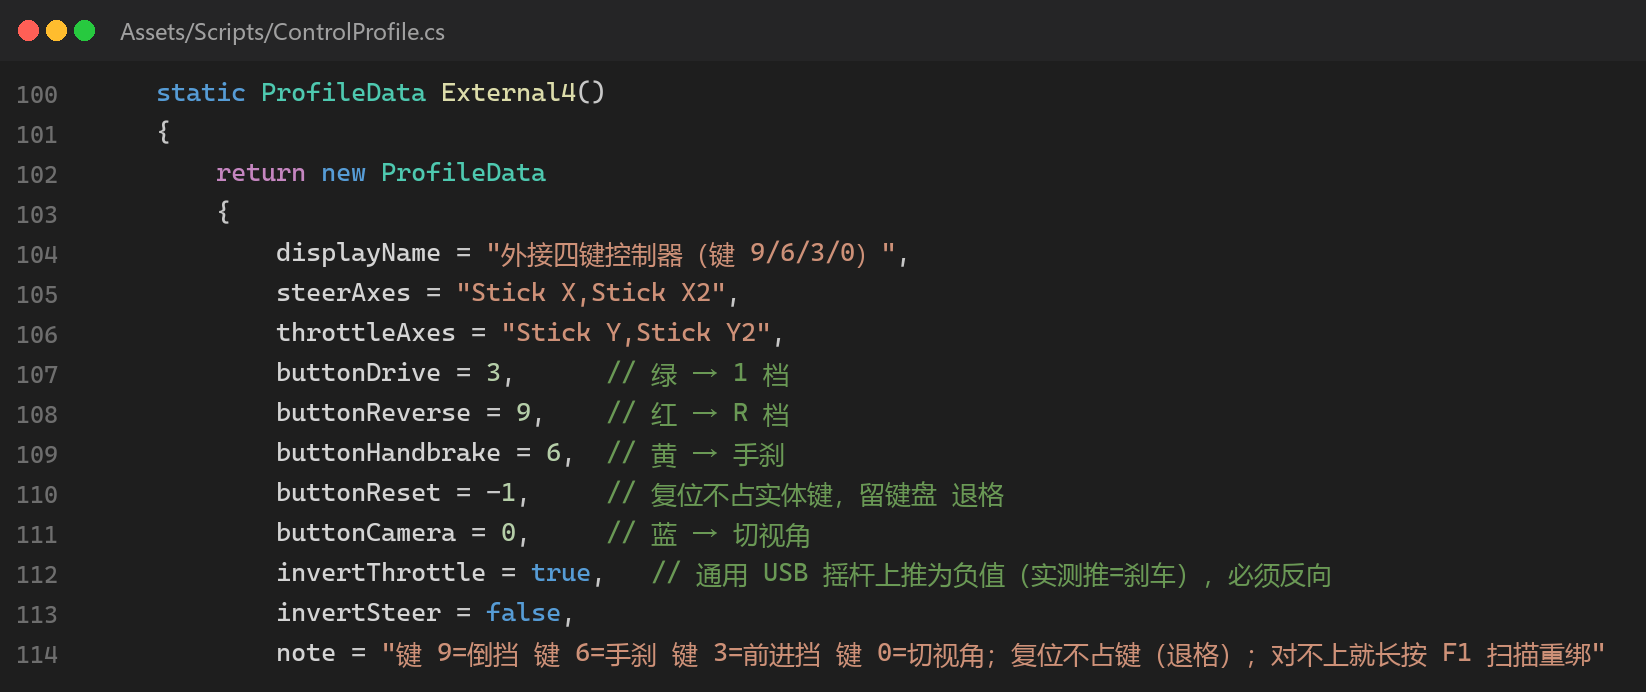 Assets/Scripts/ControlProfile.cs
100 static ProfileData External4()
101 {
102 return new ProfileData
103 {
104 displayName = "外接四键控制器（键 9/6/3/0）",
105 steerAxes = "Stick X,Stick X2",
106 throttleAxes = "Stick Y,Stick Y2",
107 buttonDrive = 3, // 绿 → 1 档
108 buttonReverse = 9, // 红 → R 档
109 buttonHandbrake = 6, // 黄 → 手刹
110 buttonReset = -1, // 复位不占实体键，留键盘 退格
111 buttonCamera = 0, // 蓝 → 切视角
112 invertThrottle = true, // 通用 USB 摇杆上推为负值（实测推=刹车），必须反向
113 invertSteer = false,
114 note = "键 9=倒挡 键 6=手刹 键 3=前进挡 键 0=切视角；复位不占键（退格）；对不上就长按 F1 扫描重绑"